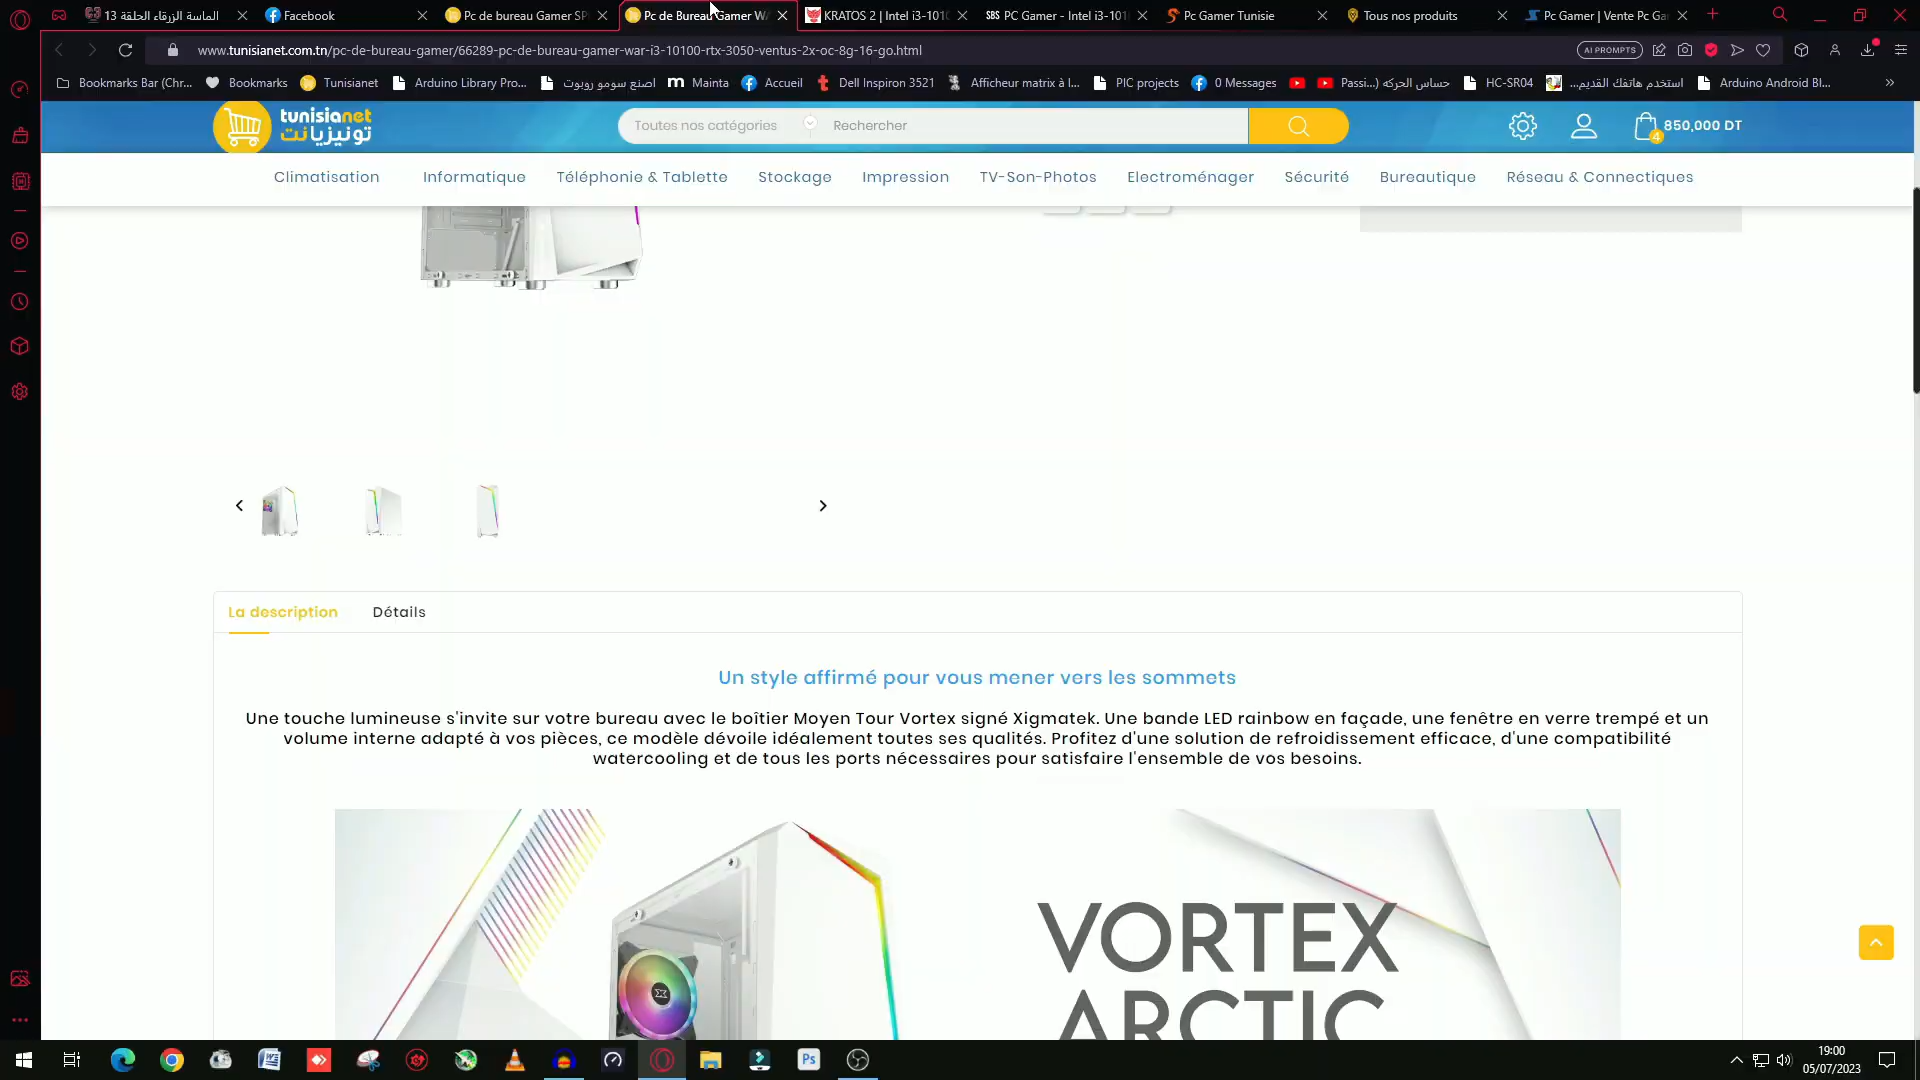 الماسة الزرقاء الحلقة 13
Facebook
Pc de bureau Gamer SP
Pc de Bureau Gamer W
KRATOS 2 | Intel i3-101
SBS PC Gamer - Intel i3-101
Pc Gamer Tunisie
Tous nos produits
Pc Gamer | Vente Pc Ga
www.tunisianet.com.tn/pc-de-bureau-gamer/66289-pc-de-bureau-gamer-war-i3-10100-rtx-3050-ventus-2x-oc-8g-16-go.html
AI PROMPTS
Bookmarks Bar (Chr...
Bookmarks
Tunisianet
Arduino Library Pro...
اصنع سومو روبوت
Mainta
Accueil
Dell Inspiron 3521
Afficheur matrix à l...
PIC projects
0 Messages
حساس الحركه (Passi...
HC-SR04
استخدم هاتفك القديم...
Arduino Android Bl...
tunisianet
تونيزيانت
Toutes nos catégories
Rechercher
4
850,000 DT
Climatisation
Informatique
Téléphonie & Tablette
Stockage
Impression
TV-Son-Photos
Electroménager
Sécurité
Bureautique
Réseau & Connectiques
La description
Détails
Un style affirmé pour vous mener vers les sommets
Une touche lumineuse s'invite sur votre bureau avec le boîtier Moyen Tour Vortex signé Xigmatek. Une bande LED rainbow en façade, une fenêtre en verre trempé et un
volume interne adapté à vos pièces, ce modèle dévoile idéalement toutes ses qualités. Profitez d'une solution de refroidissement efficace, d'une compatibilité
watercooling et de tous les ports nécessaires pour satisfaire l'ensemble de vos besoins.
VORTEX
ARCTIC
Ps
19:00
05/07/2023